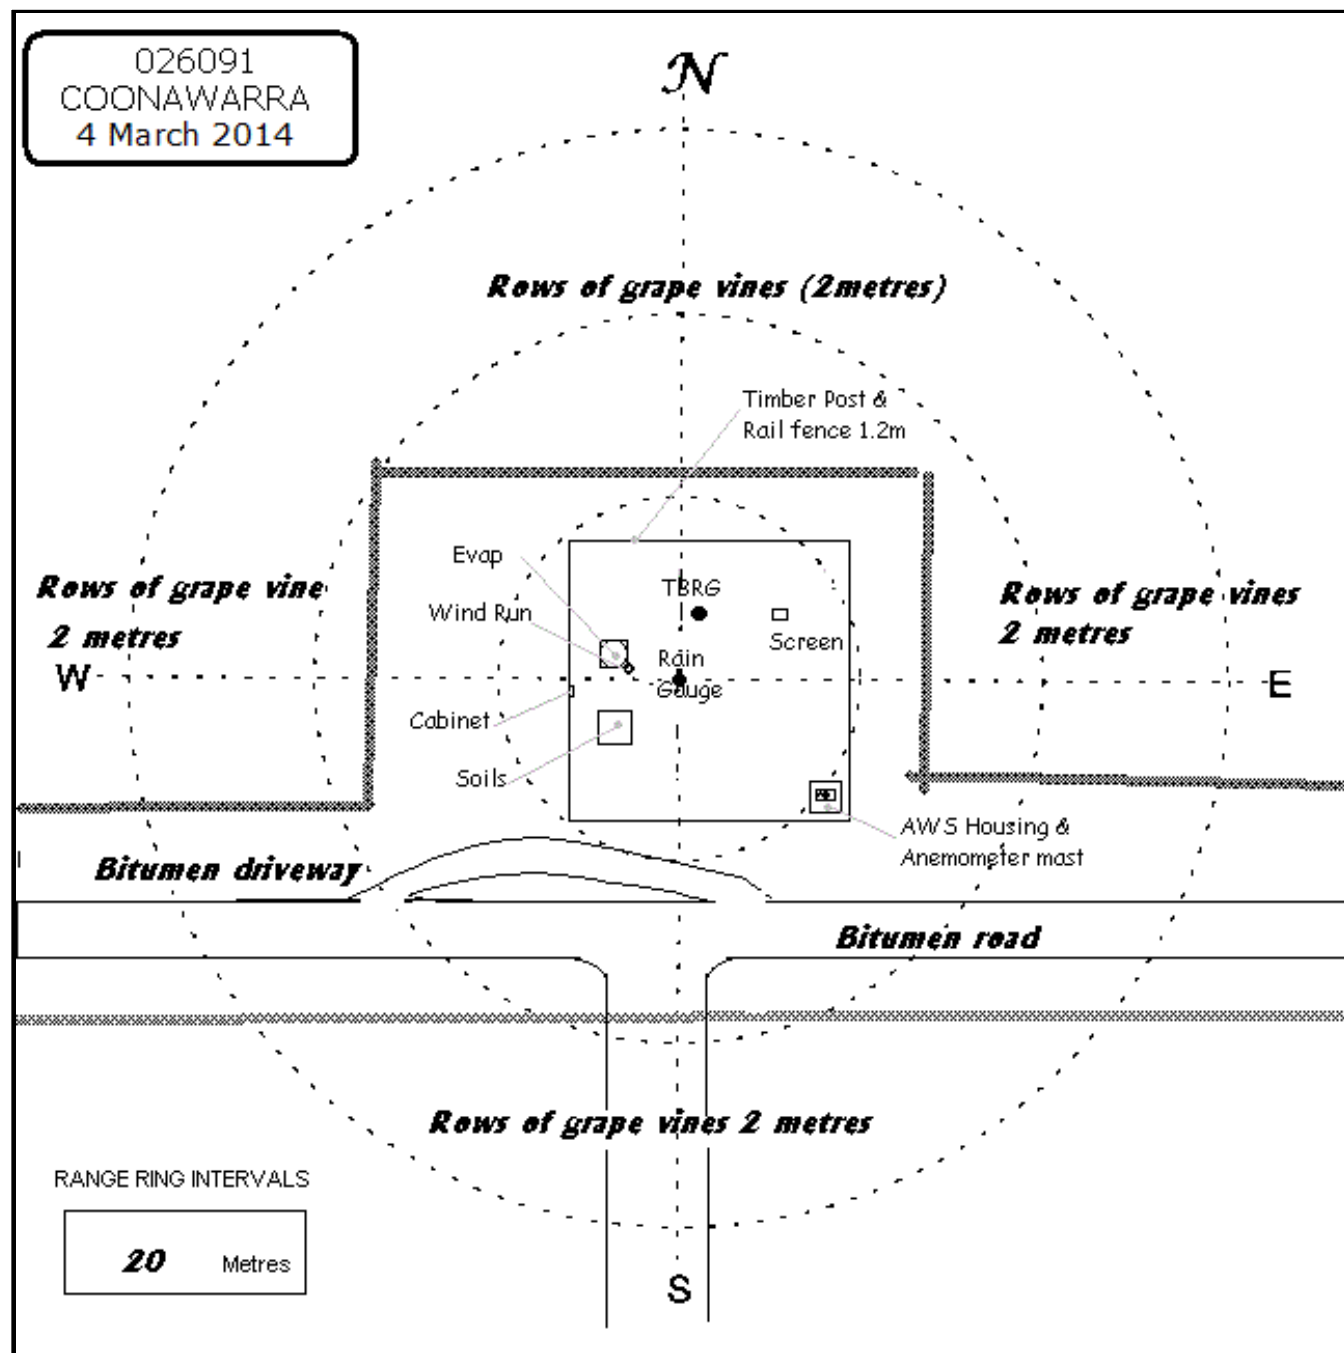 026091
COONAWARRA
4 March 2014
N
Rows of grape vines (2metres)
Timber Post &
Rail fence 1.2m
Evap
TBRG
Rows of grape vine
2 metres
Wind Run
Screen
Rows of grape vines
2 metres
W
Rain
Gauge
E
Cabinet
Soils
AWS Housing &
Anemometer mast
Bitumen driveway
Bitumen road
Rows of grape vines 2 metres
RANGE RING INTERVALS
20 Metres
S